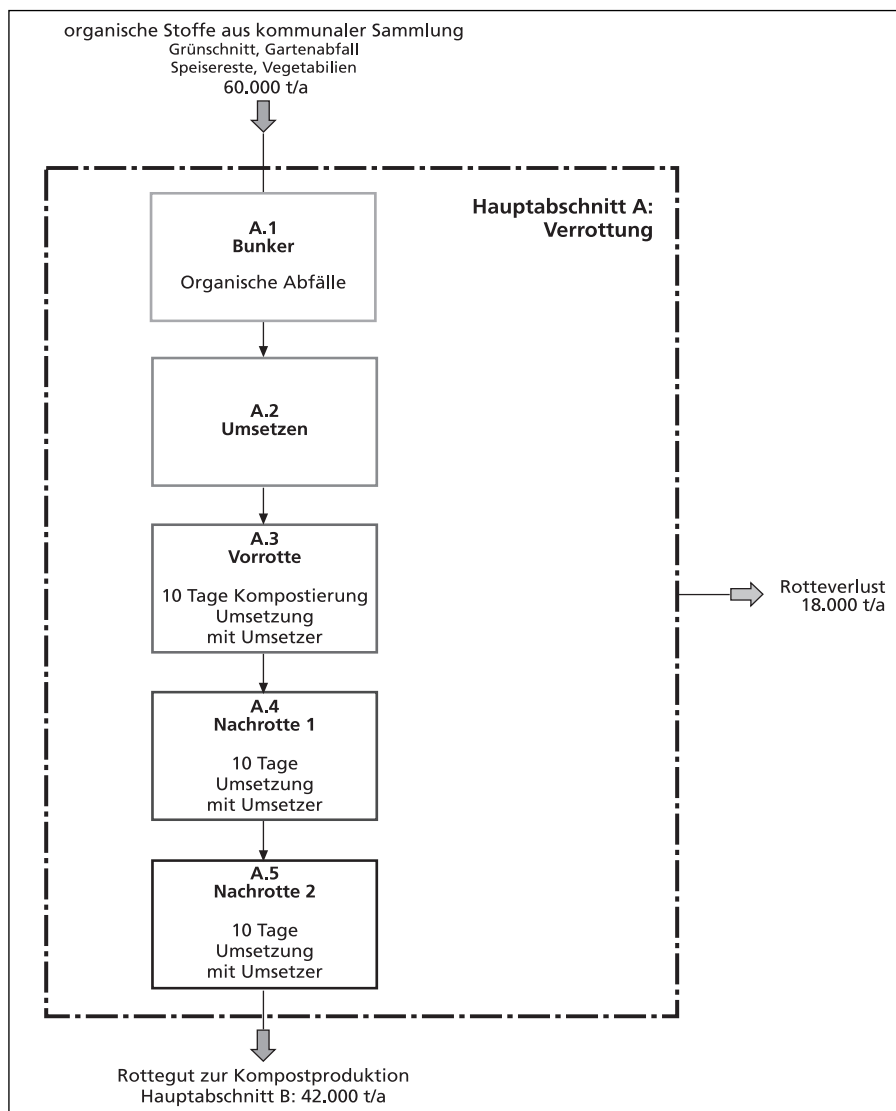 organische Stoffe aus kommunaler Sammlung
Grünschnitt, Gartenabfall
Speisereste, Vegetabilien
60.000 t/a
Hauptabschnitt A:
Verrottung
A.1
Bunker
Organische Abfälle
A.2
Umsetzen
A.3
Vorrotte
10 Tage Kompostierung
Umsetzung
mit Umsetzer
Rotteverlust
18.000 t/a
A.4
Nachrotte 1
10 Tage
Umsetzung
mit Umsetzer
A.5
Nachrotte 2
10 Tage
Umsetzung
mit Umsetzer
Rottegut zur Kompostproduktion
Hauptabschnitt B: 42.000 t/a